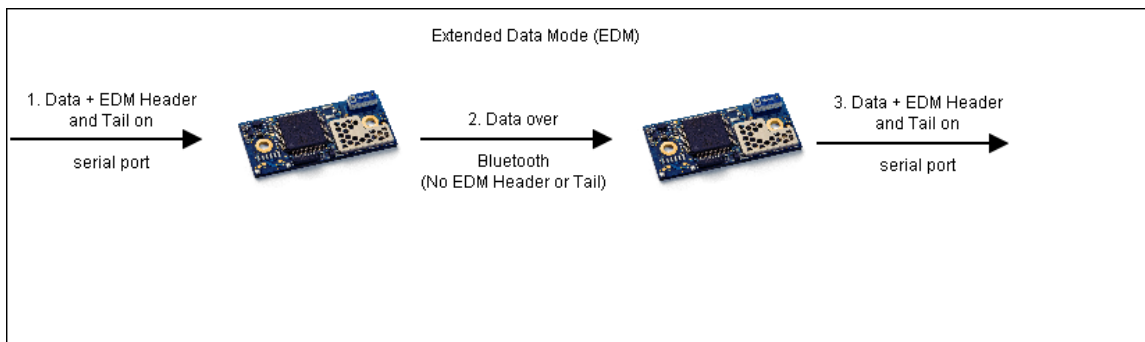 Extended Data Mode (EDM)
1. Data + EDM Header
and Tail on
serial port
2. Data over
Bluetooth
(No EDM Header or Tail)
3. Data + EDM Header
and Tail on
serial port